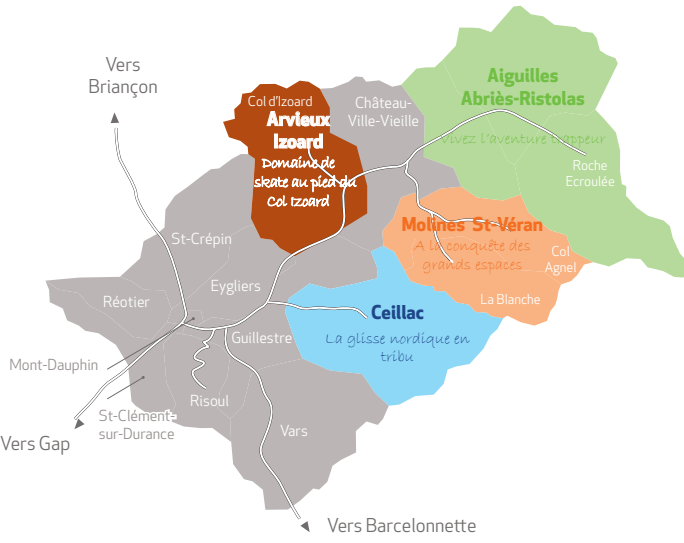 Vers
Briançon
Aiguilles
Abriès-Ristolas
Vivez l'aventure trappeur
Roche
Ecroulée
Col d'Izoard
Arvieux
Izoard
Domaine de
skate au pied du
Col Izoard
Château-
Ville-Vieille
Molines St-Véran
A la conquête des
grands espaces
Col
Agnel
La Blanche
St-Crépin
Eygliers
Réotier
Ceillac
La glisse nordique en
tribu
Guillestre
Mont-Dauphin
Risoul
St-Clément-
sur-Durance
Vars
Vers Gap
Vers Barcelonnette